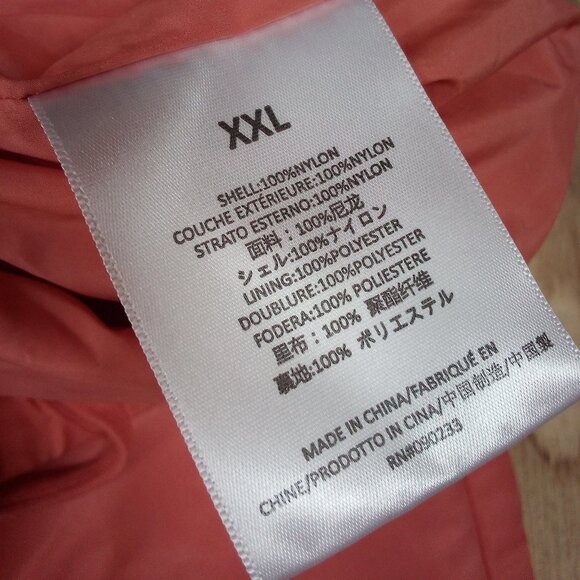 XXL
SHELL:100%NYLON
COUCHE EXTÉRIEURE:100%NYLON
STRATO ESTERNO:100%NYLON
面料：100%尼龙
シェル:100%ナイロン
LINING:100%POLYESTER
DOUBLURE:100%POLYESTER
FODERA:100% POLIESTERE
里布：100% 聚酯纤维
裏地:100% ポリエステル
MADE IN CHINA/FABRIQUÉ EN
CHINE/PRODOTTO IN CINA/中国制造/中国製
RN#090233